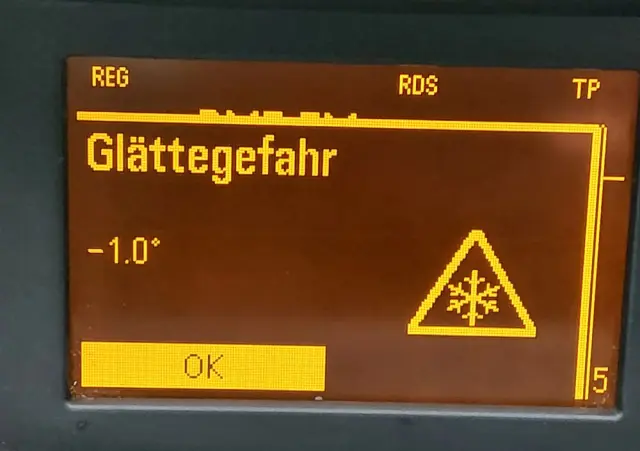 REG RDS TP
Glättegefahr
-1.0°
OK
5